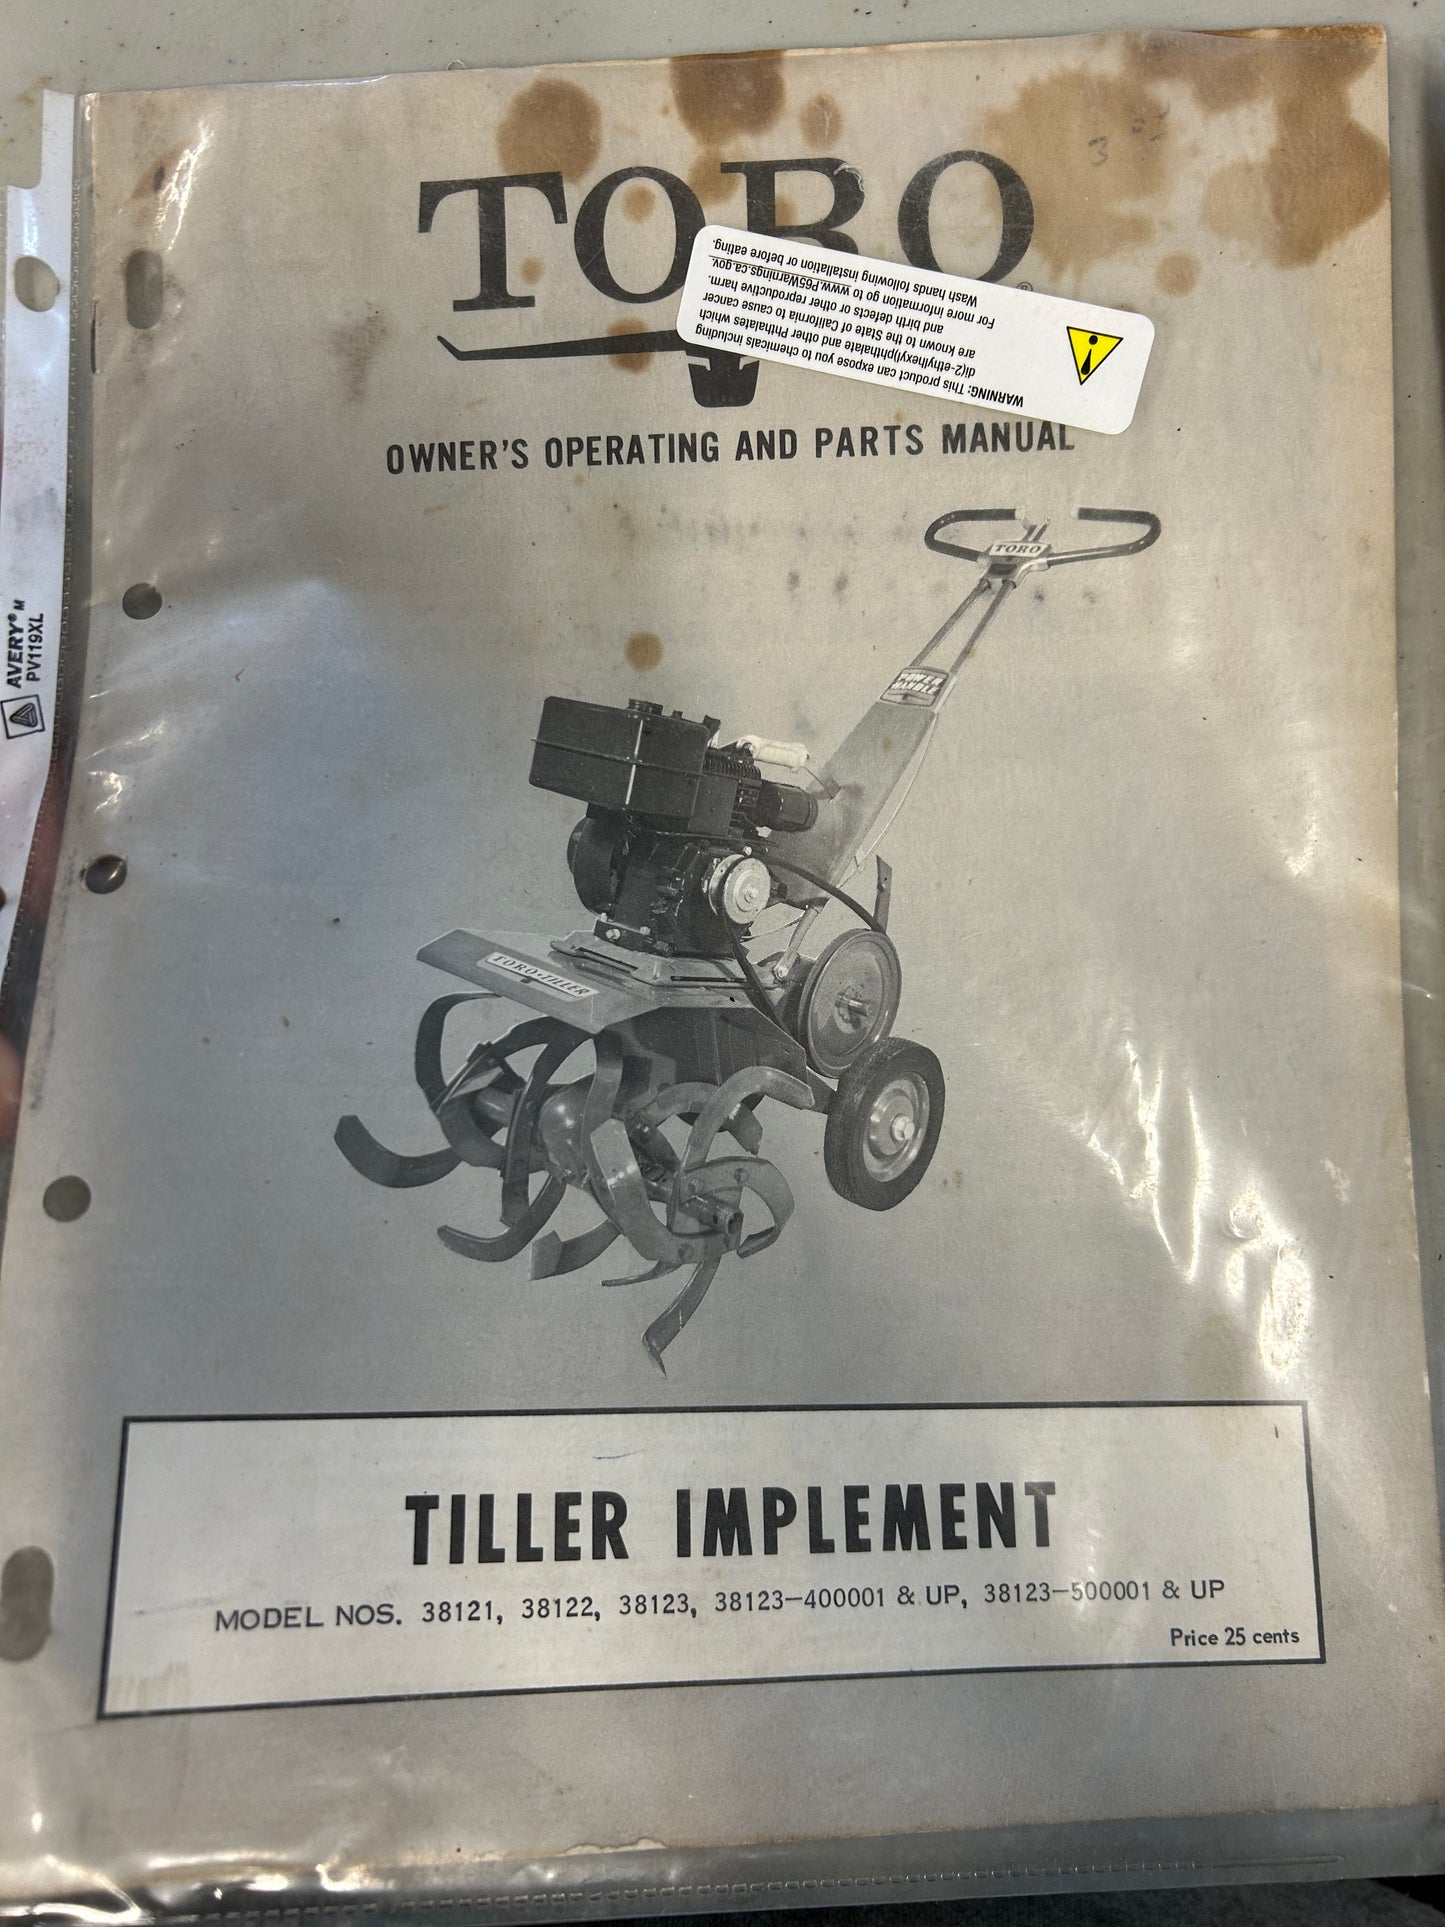 TORO
WARNING: This product can expose you to chemicals including
di(2-ethylhexyl)phthalate and other Phthalates which
are known to the State of California to cause cancer
and birth defects or other reproductive harm.
For more information go to www.P65Warnings.ca.gov.
Wash hands following installation or before eating.
OWNER'S OPERATING AND PARTS MANUAL
TORO
POWER
HANDLE
AVERY®
PV119XL
TORO TILLER
TILLER IMPLEMENT
MODEL NOS. 38121, 38122, 38123, 38123-400001 & UP, 38123-500001 & UP
Price 25 cents